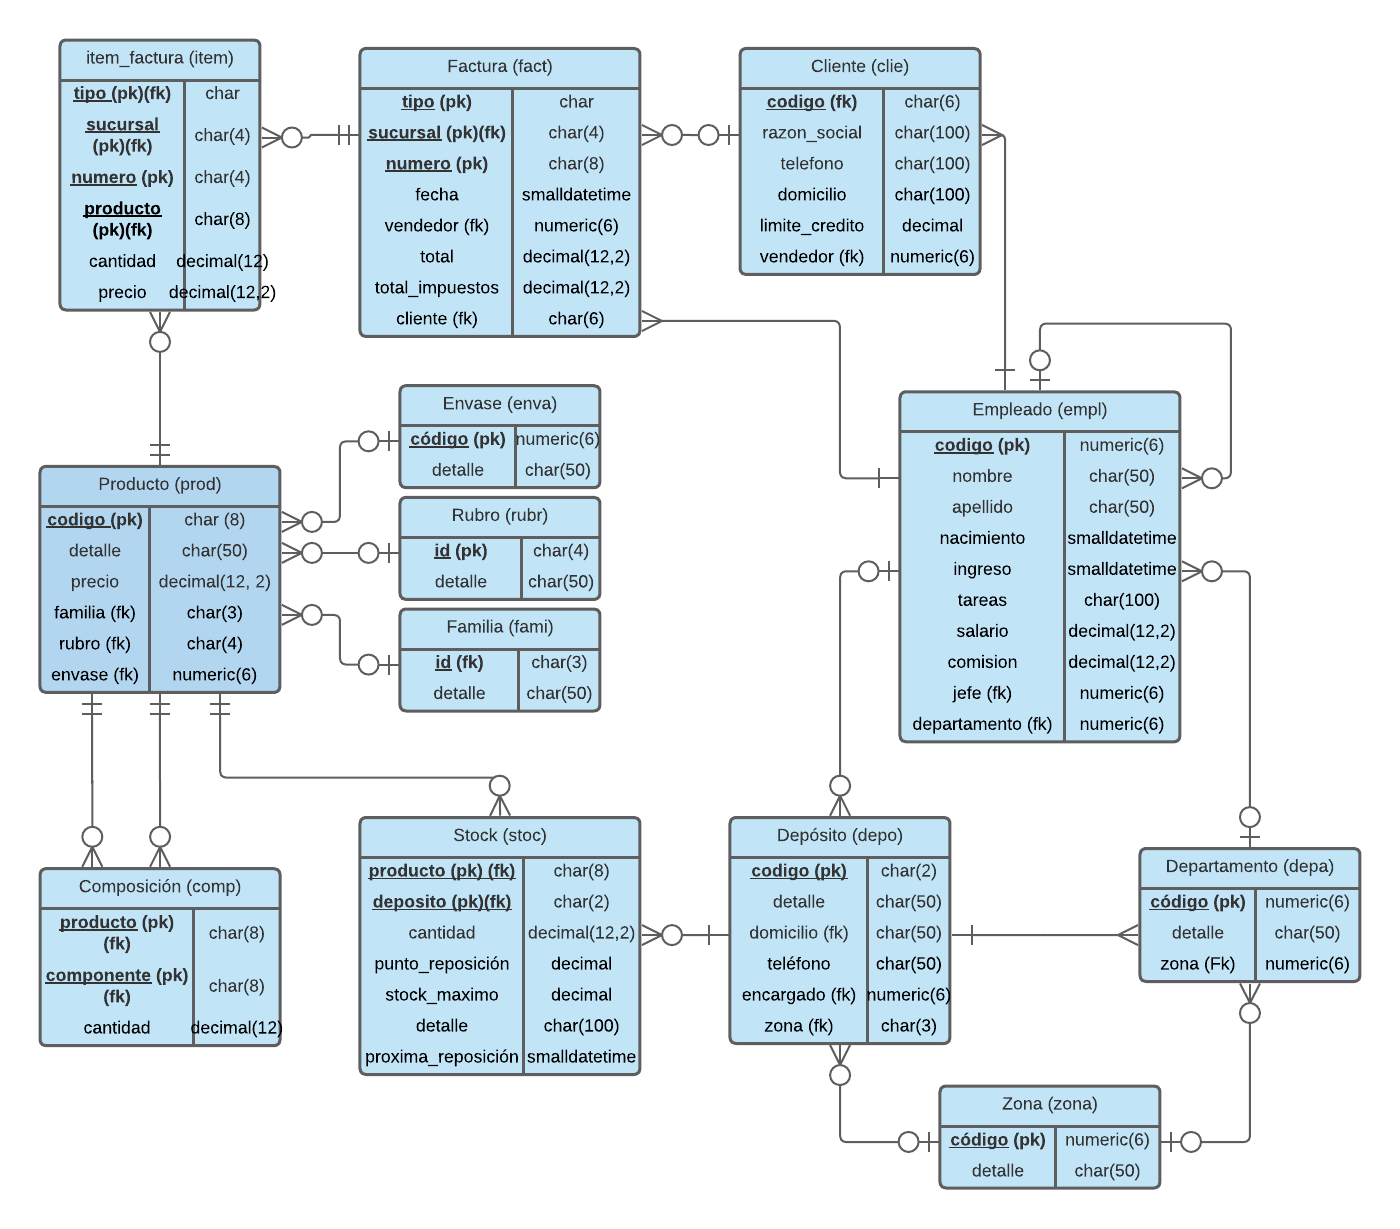 item_factura (item)
tipo (pk)(fk) char
sucursal
(pk)(fk) char(4)
numero (pk) char(4)
producto
(pk)(fk) char(8)
cantidad decimal(12)
precio decimal(12,2)
Factura (fact)
tipo (pk) char
sucursal (pk)(fk) char(4)
numero (pk) char(8)
fecha smalldatetime
vendedor (fk) numeric(6)
total decimal(12,2)
total_impuestos decimal(12,2)
cliente (fk) char(6)
Cliente (clie)
codigo (fk) char(6)
razon_social char(100)
telefono char(100)
domicilio char(100)
limite_credito decimal
vendedor (fk) numeric(6)
Envase (enva)
código (pk) numeric(6)
detalle char(50)
Rubro (rubr)
id (pk) char(4)
detalle char(50)
Familia (fami)
id (fk) char(3)
detalle char(50)
Producto (prod)
codigo (pk) char (8)
detalle char(50)
precio decimal(12, 2)
familia (fk) char(3)
rubro (fk) char(4)
envase (fk) numeric(6)
Empleado (empl)
codigo (pk) numeric(6)
nombre char(50)
apellido char(50)
nacimiento smalldatetime
ingreso smalldatetime
tareas char(100)
salario decimal(12,2)
comision decimal(12,2)
jefe (fk) numeric(6)
departamento (fk) numeric(6)
Composición (comp)
producto (pk)
(fk) char(8)
componente (pk)
(fk) char(8)
cantidad decimal(12)
Stock (stoc)
producto (pk) (fk) char(8)
deposito (pk)(fk) char(2)
cantidad decimal(12,2)
punto_reposición decimal
stock_maximo decimal
detalle char(100)
proxima_reposición smalldatetime
Depósito (depo)
codigo (pk) char(2)
detalle char(50)
domicilio (fk) char(50)
teléfono char(50)
encargado (fk) numeric(6)
zona (fk) char(3)
Departamento (depa)
código (pk) numeric(6)
detalle char(50)
zona (Fk) numeric(6)
Zona (zona)
código (pk) numeric(6)
detalle char(50)